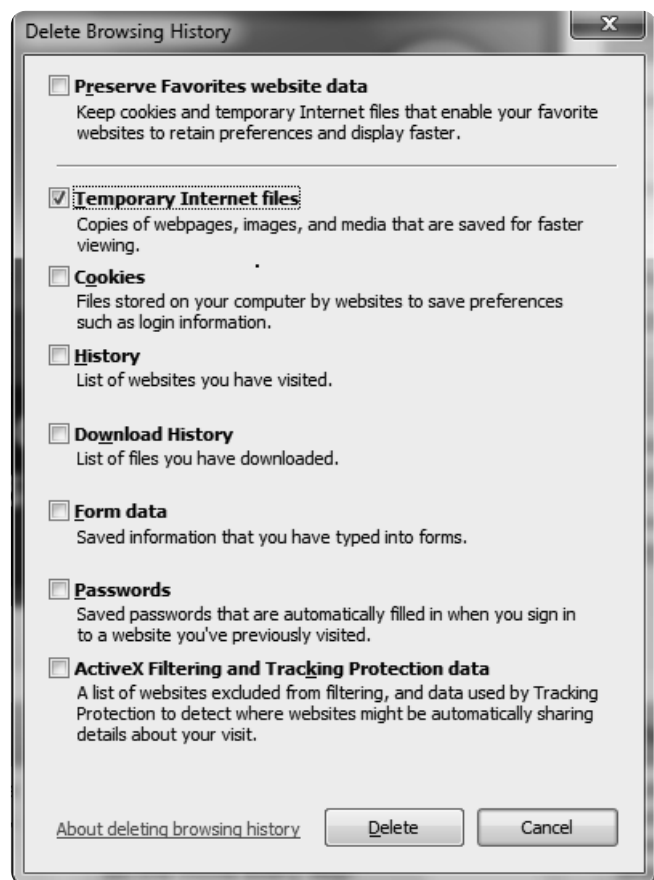 Delete Browsing History
X
Preserve Favorites website data
Keep cookies and temporary Internet files that enable your favorite
websites to retain preferences and display faster.
Temporary Internet files
Copies of webpages, images, and media that are saved for faster
viewing.
Cookies
Files stored on your computer by websites to save preferences
such as login information.
History
List of websites you have visited.
Download History
List of files you have downloaded.
Form data
Saved information that you have typed into forms.
Passwords
Saved passwords that are automatically filled in when you sign in
to a website you've previously visited.
ActiveX Filtering and Tracking Protection data
A list of websites excluded from filtering, and data used by Tracking
Protection to detect where websites might be automatically sharing
details about your visit.
About deleting browsing history
Delete
Cancel